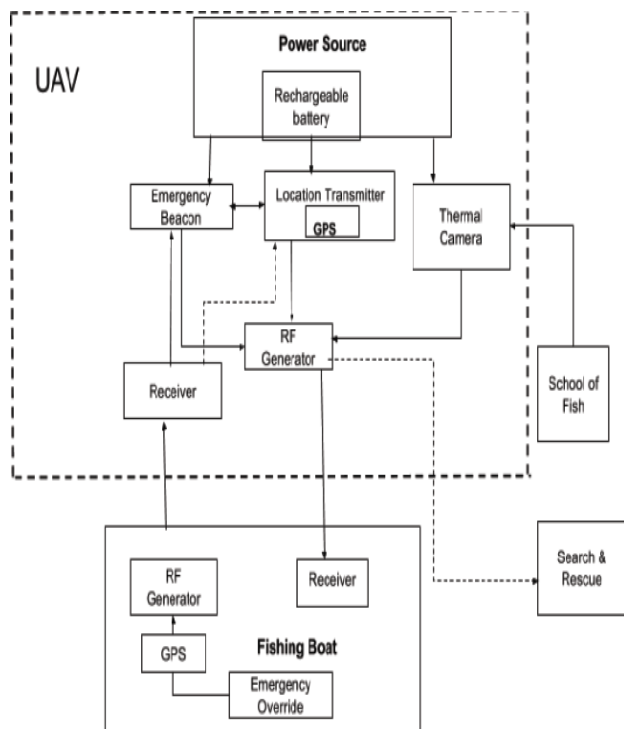 Power Source
UAV
Rechargeable
battery
Emergency
Beacon
Location Transmitter
GPS
Thermal
Camera
RF
Generator
Receiver
School of
Fish
RF
Generator
Receiver
Search &
Rescue
GPS
Fishing Boat
Emergency
Override